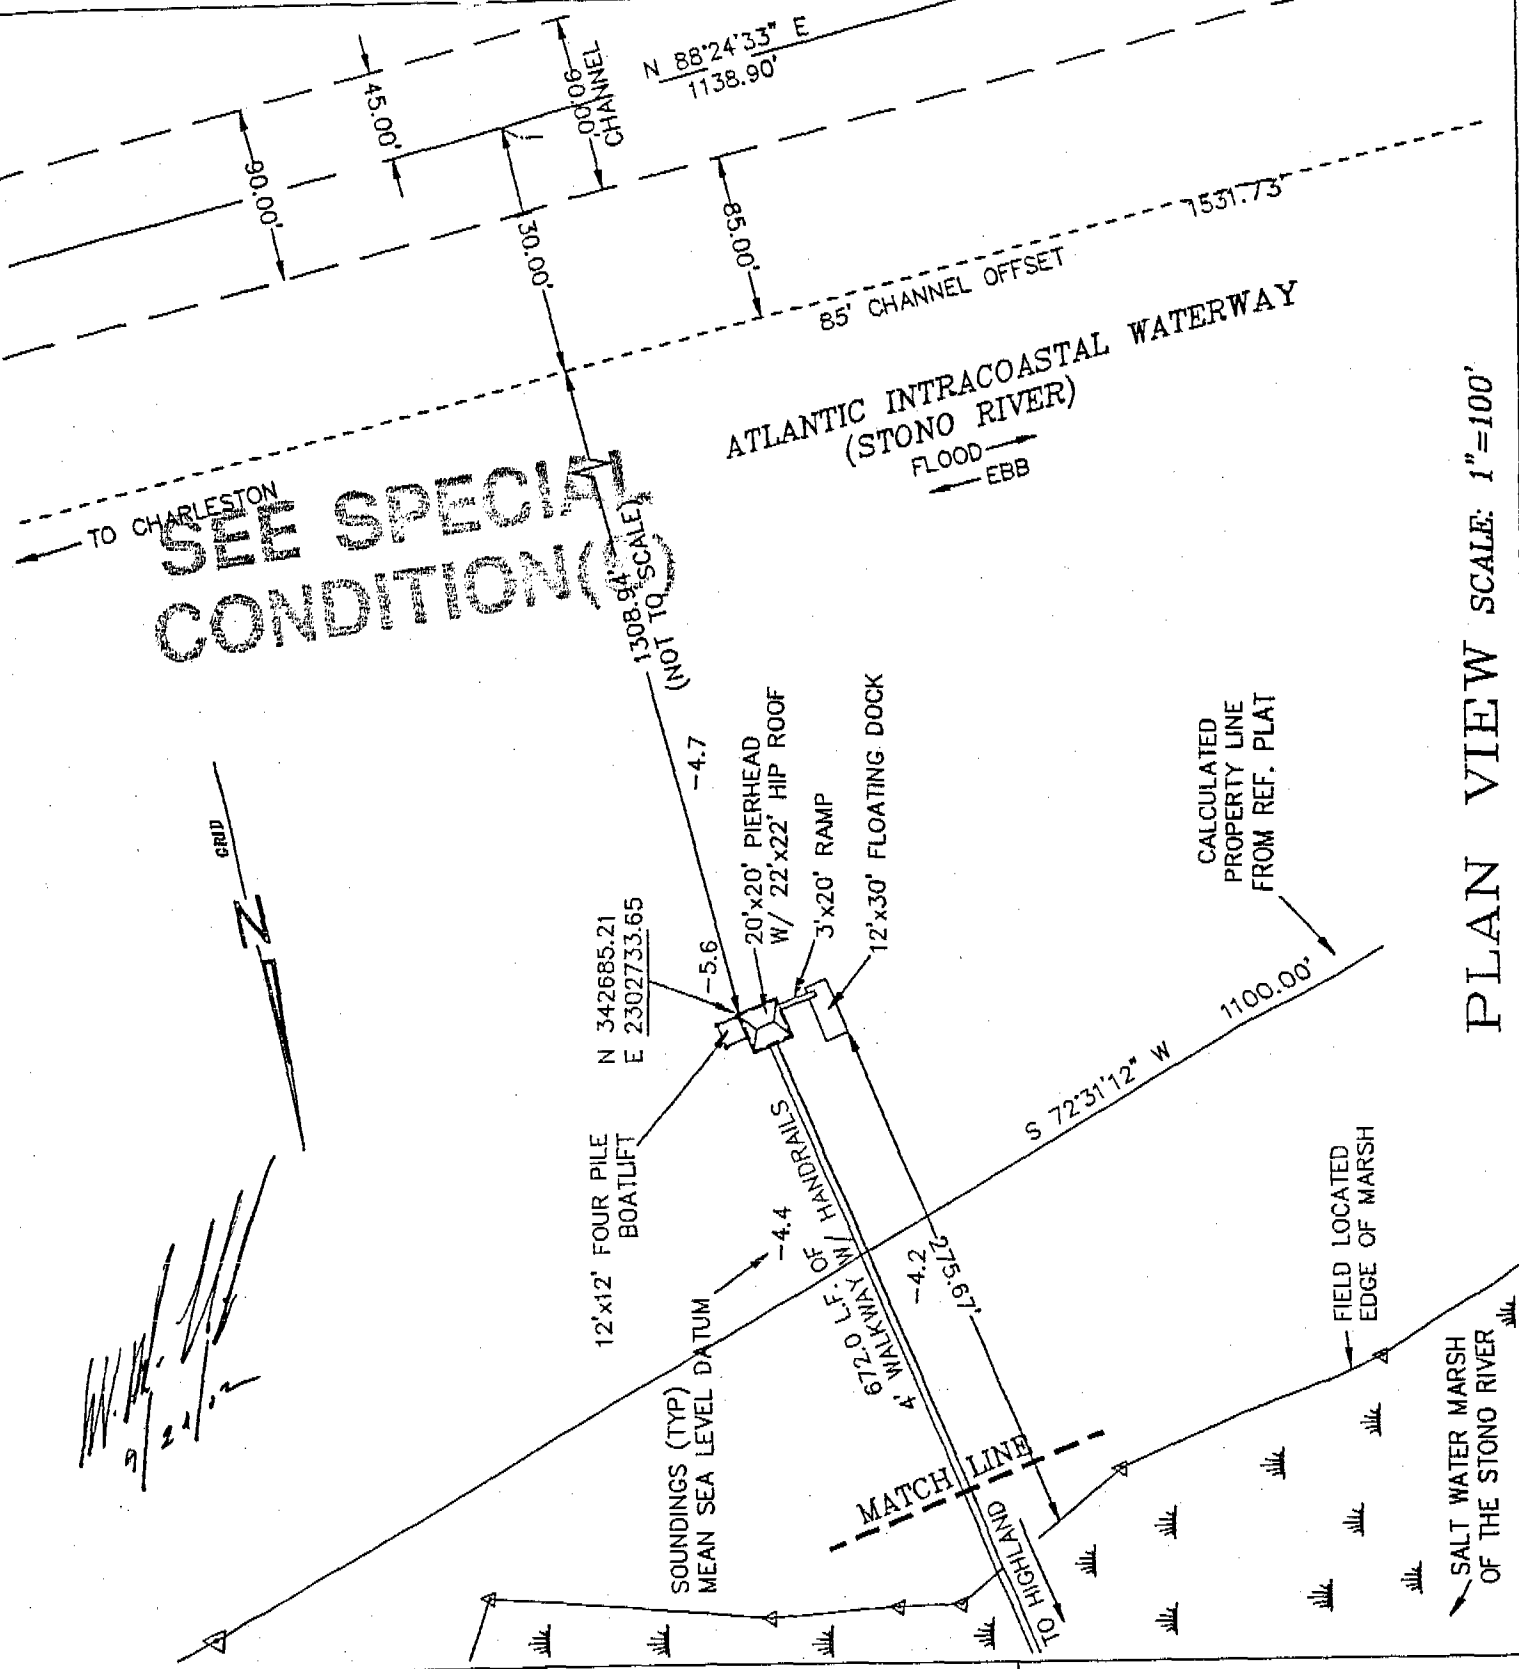 N 88°24'33" E
1138.90'
45.00'
90.00'
CHANNEL
90.00'
130.00'
85.00'
1531.73'
85' CHANNEL OFFSET
ATLANTIC INTRACOASTAL WATERWAY
(STONO RIVER)
FLOOD
EBB
TO CHARLESTON
SEE SPECIAL
CONDITION(S)
1308.94'
(NOT TO SCALE)
GRID
N
N 342685.21
E 2302733.65
-4.7
-5.6
20'x20' PIERHEAD
W/ 22'x22' HIP ROOF
3'x20' RAMP
12'x30' FLOATING DOCK
12'x12' FOUR PILE
BOATLIFT
CALCULATED
PROPERTY LINE
FROM REF. PLAT
S 72°31'12" W
1100.00'
SOUNDINGS (TYP)
MEAN SEA LEVEL DATUM
-4.4
672.0 L.F. OF
4' WALKWAY W/ HANDRAILS
-4.2
275.67'
MATCH LINE
TO HIGHLAND
FIELD LOCATED
EDGE OF MARSH
SALT WATER MARSH
OF THE STONO RIVER
PLAN VIEW SCALE: 1"=100'